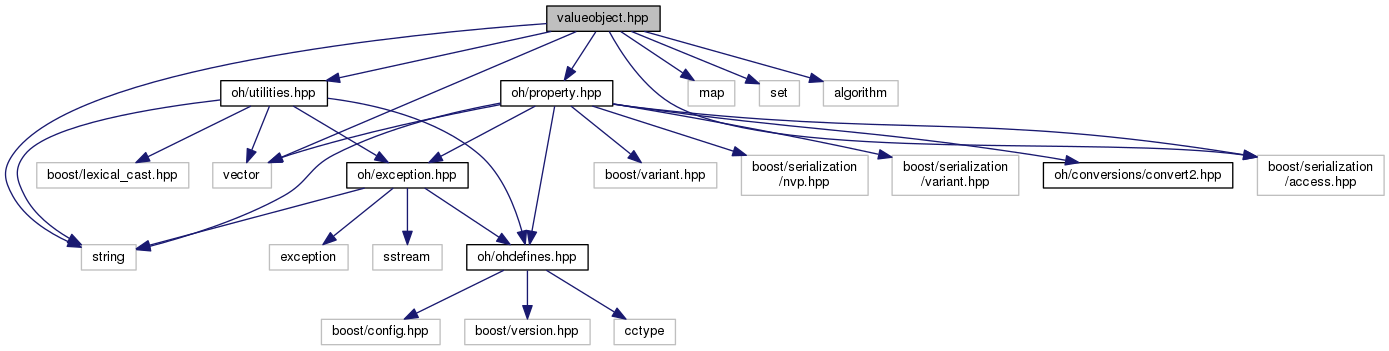 valueobject.hpp
oh/utilities.hpp
oh/property.hpp
map
set
algorithm
boost/lexical_cast.hpp
vector
oh/exception.hpp
boost/variant.hpp
boost/serialization
/nvp.hpp
boost/serialization
/variant.hpp
oh/conversions/convert2.hpp
boost/serialization
/access.hpp
string
exception
sstream
oh/ohdefines.hpp
boost/config.hpp
boost/version.hpp
cctype